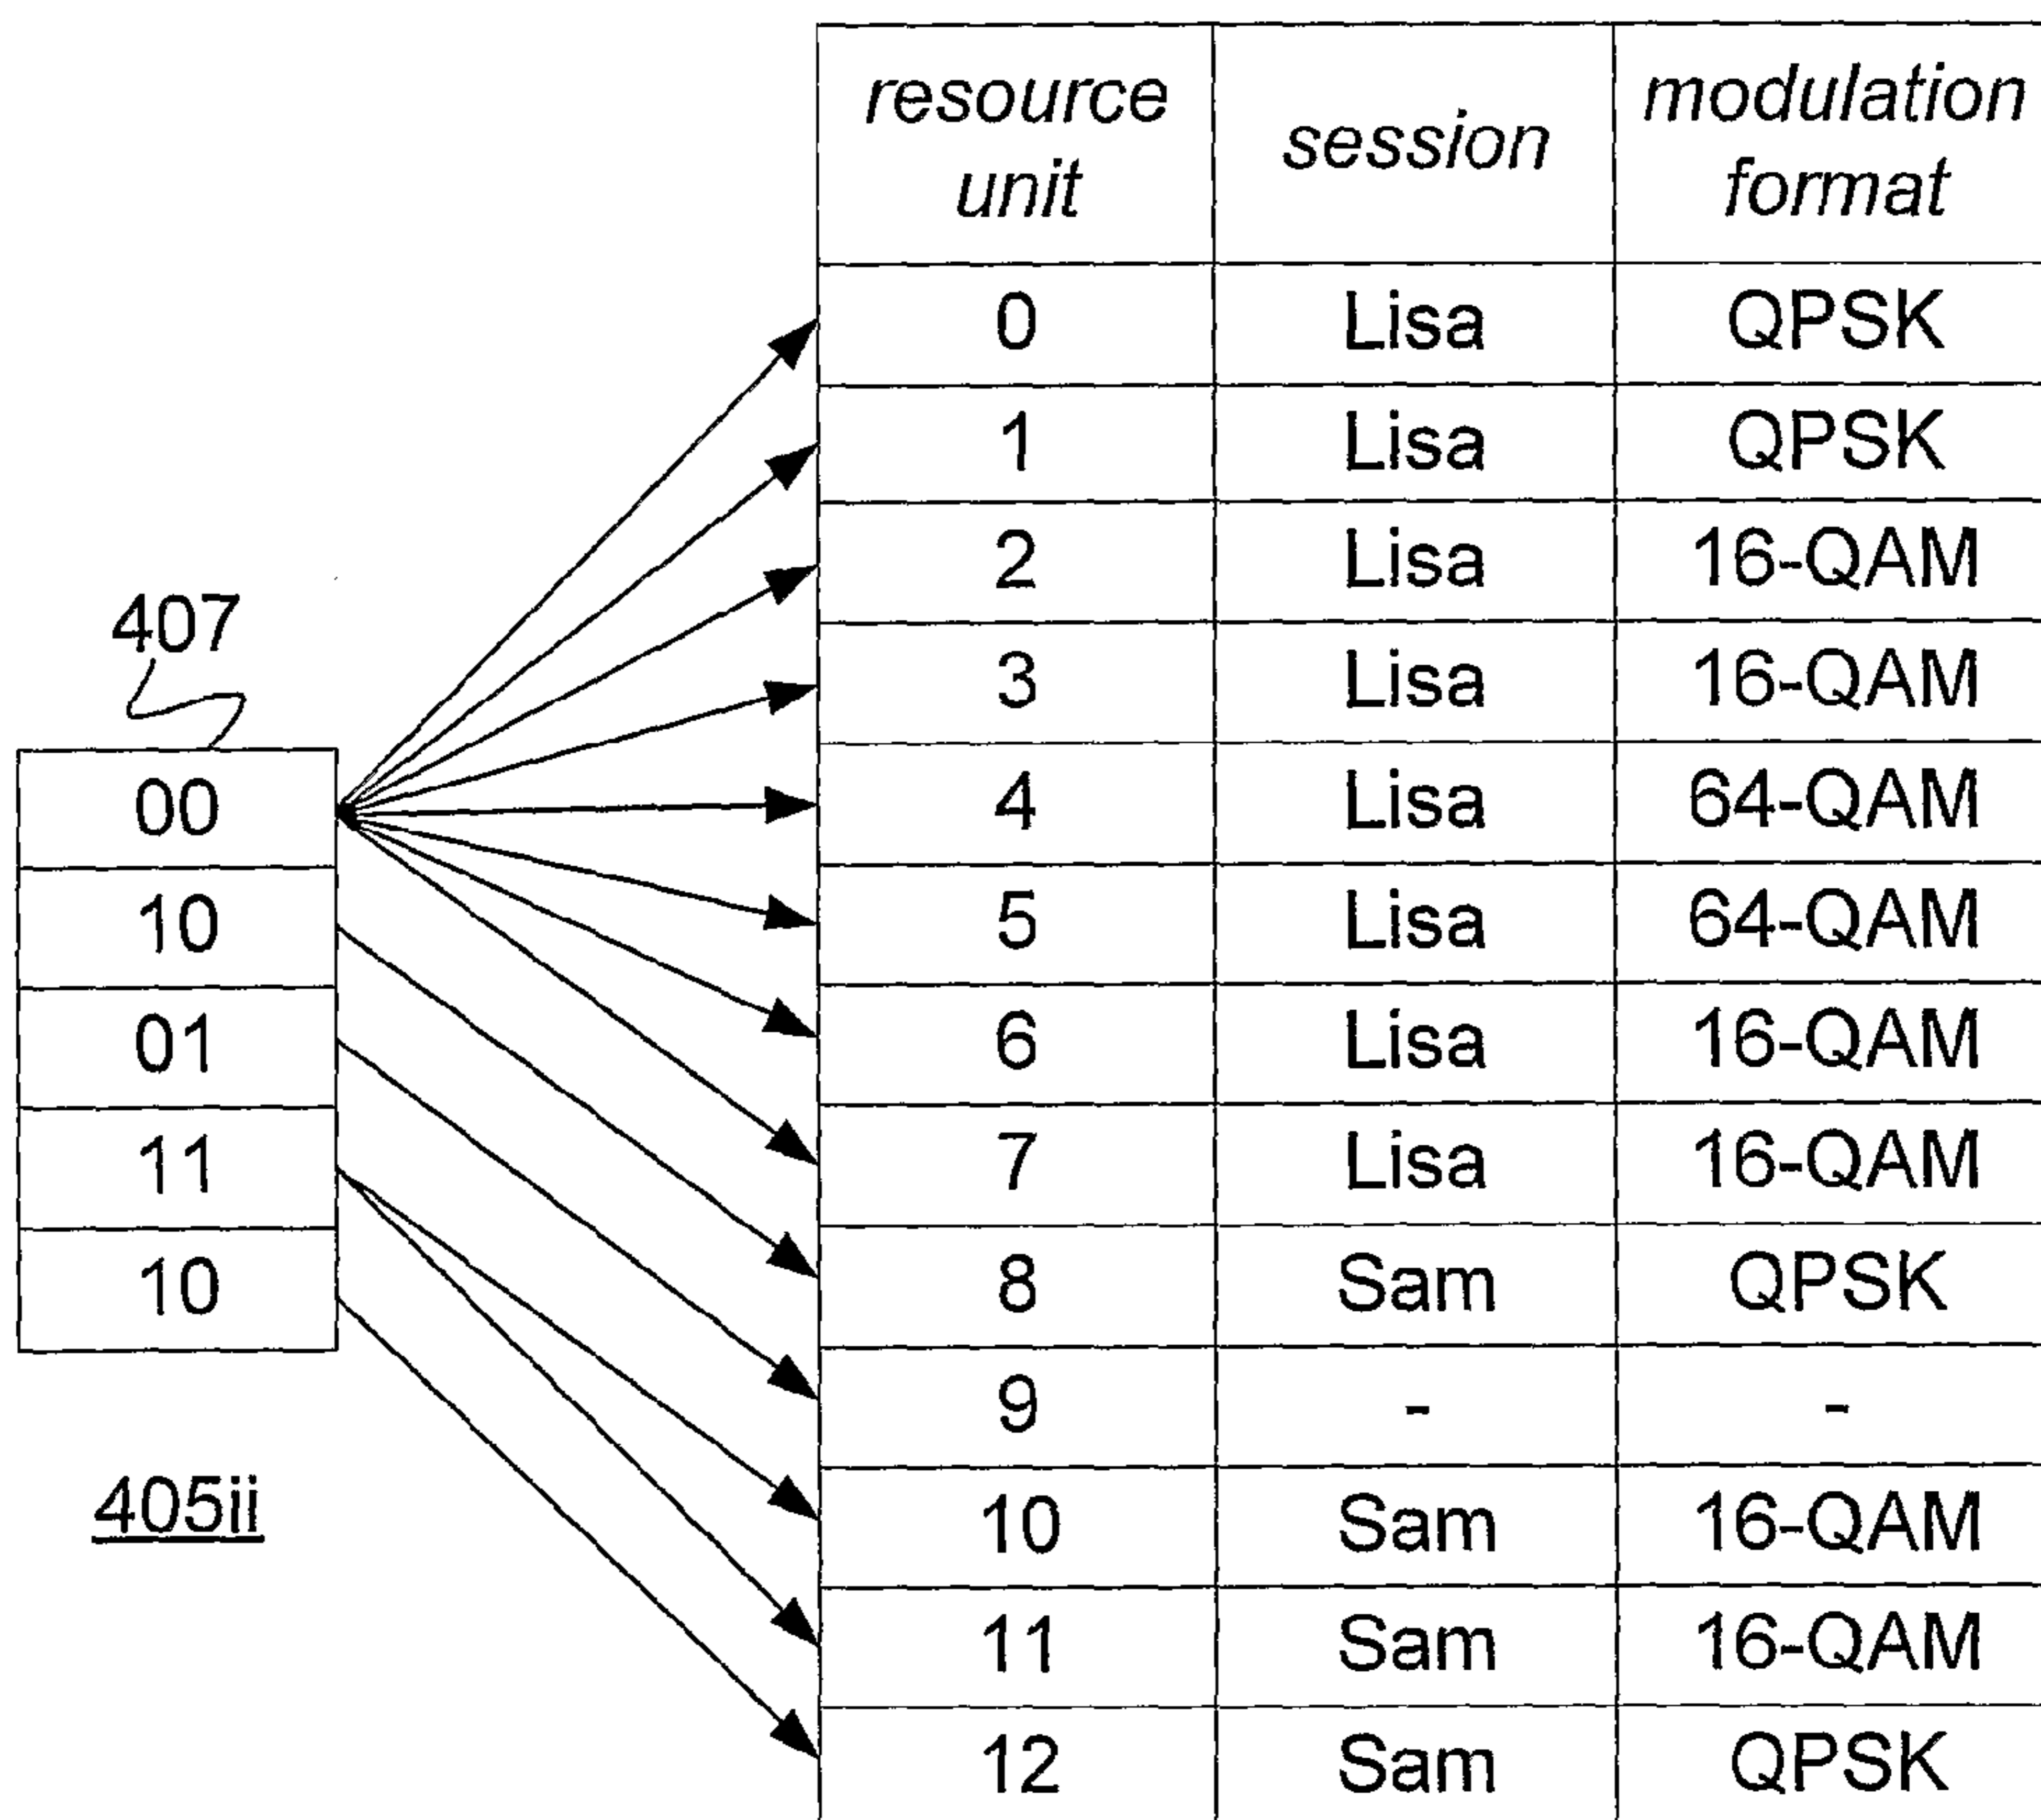 resource unit session modulation format
0 Lisa QPSK
1 Lisa QPSK
2 Lisa 16-QAM
3 Lisa 16-QAM
4 Lisa 64-QAM
5 Lisa 64-QAM
6 Lisa 16-QAM
7 Lisa 16-QAM
8 Sam QPSK
9 - -
10 Sam 16-QAM
11 Sam 16-QAM
12 Sam QPSK
407
00
10
01
11
10
405ii